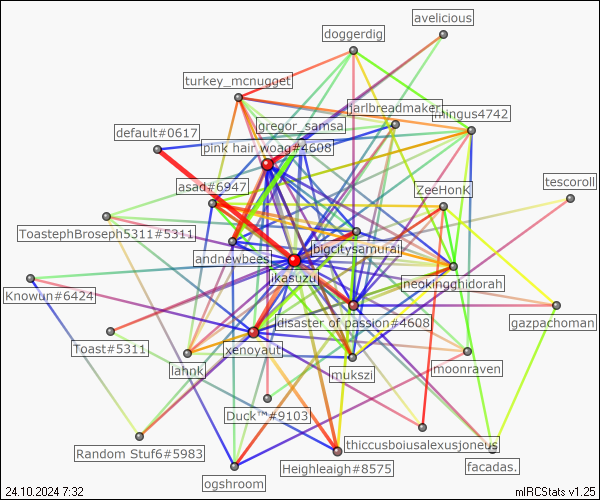 avelicious
doggerdig
turkey_mcnugget
jarlbreadmaker
mingus4742
gregor_samsa
default#0617
pink hair woag#4608
asad#6947
ZeeHonK
tescoroll
ToastephBroseph5311#5311
bigcitysamurai
andnewbees
ikasuzu
neokingghidorah
Knowun#6424
disaster of passion#4608
gazpachoman
Toast#5311
xenoyaut
lahnk
mukszi
moonraven
Duck™#9103
thiccusboiusalexusjoneus
Random Stuf6#5983
Heighleaigh#8575
facadas.
ogshroom
24.10.2024 7:32
mIRCStats v1.25